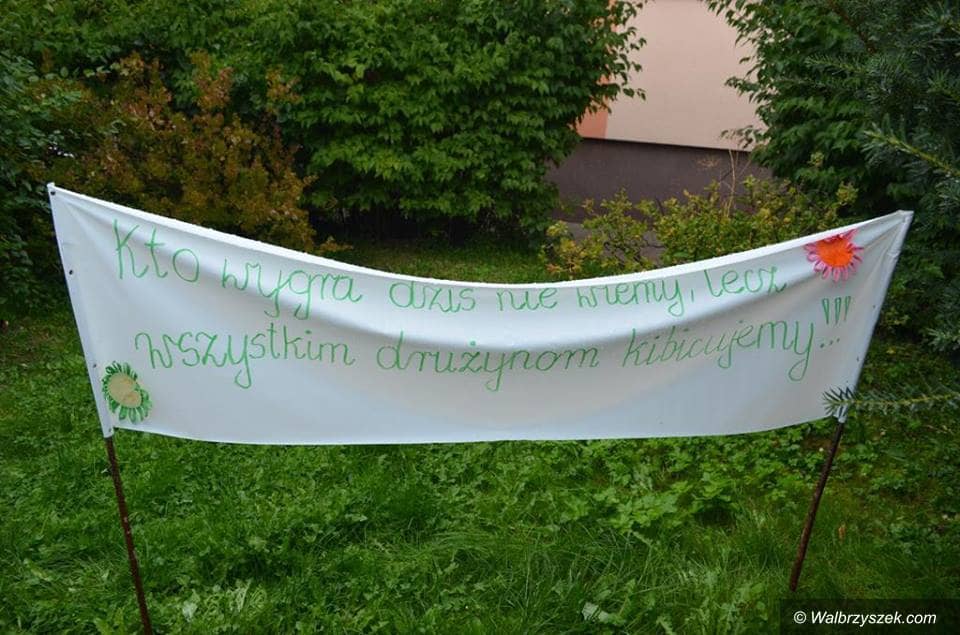 Kto wygra dziś nie wiemy, lecz
wszystkim drużynom kibicujemy!!!
© Walbrzyszek.com